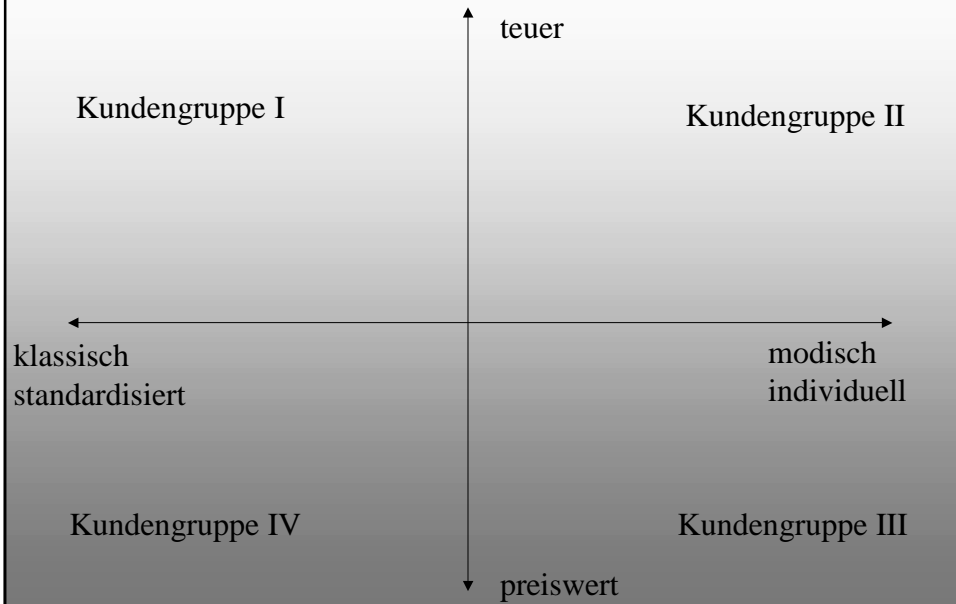 teuer
Kundengruppe I
Kundengruppe II
klassisch
standardisiert
modisch
individuell
Kundengruppe IV
Kundengruppe III
preiswert